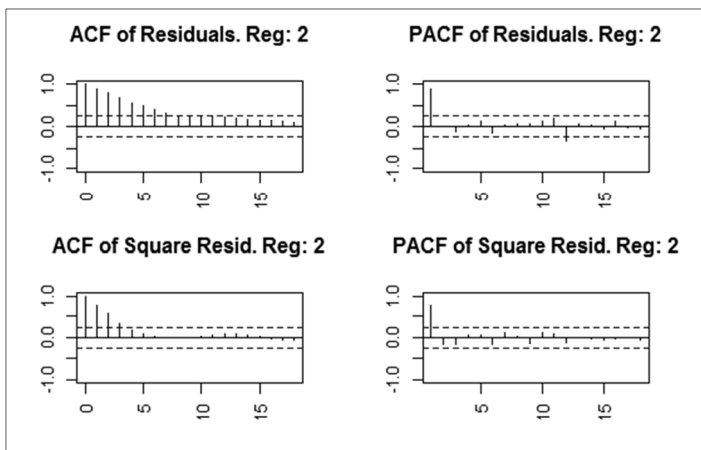 ACF of Residuals. Reg: 2
1.0
0.0
-1.0
0 5 10 15
PACF of Residuals. Reg: 2
1.0
0.0
-1.0
5 10 15
ACF of Square Resid. Reg: 2
1.0
0.0
-1.0
0 5 10 15
PACF of Square Resid. Reg: 2
1.0
0.0
-1.0
5 10 15